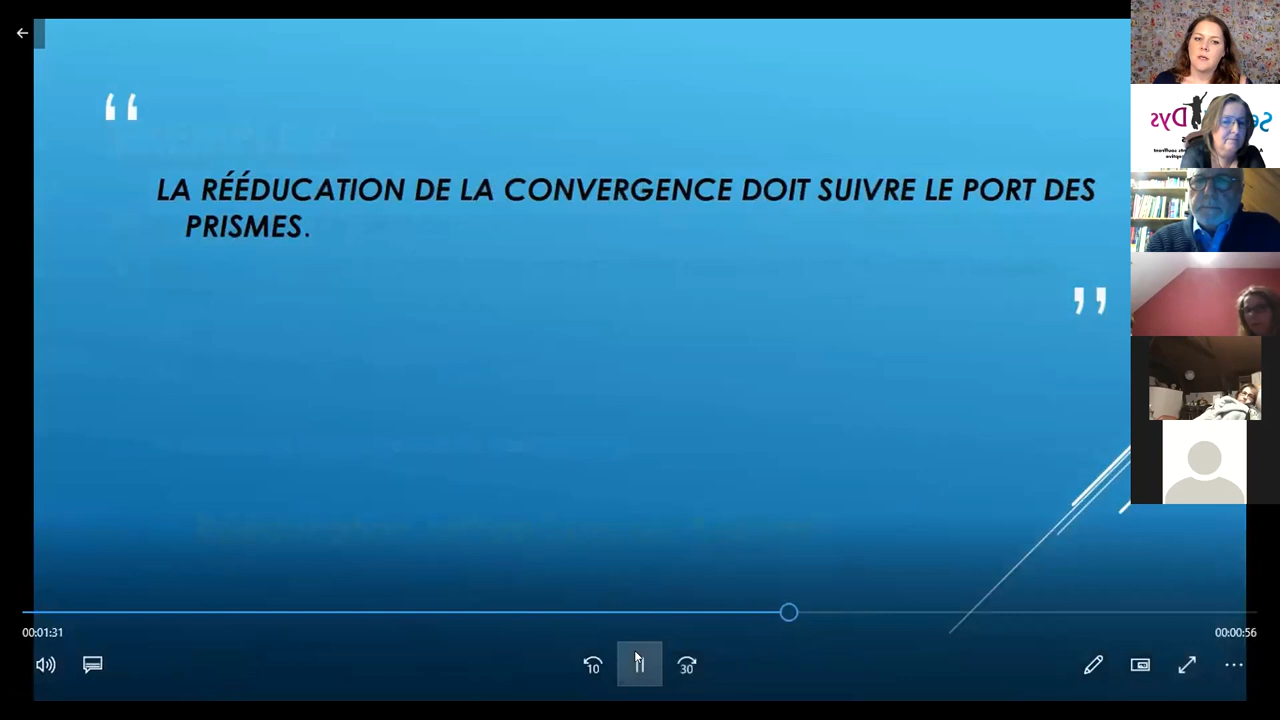 “
LA RÉÉDUCATION DE LA CONVERGENCE DOIT SUIVRE LE PORT DES
PRISMES.
”
Dys
00:01:31
00:00:56
10
30